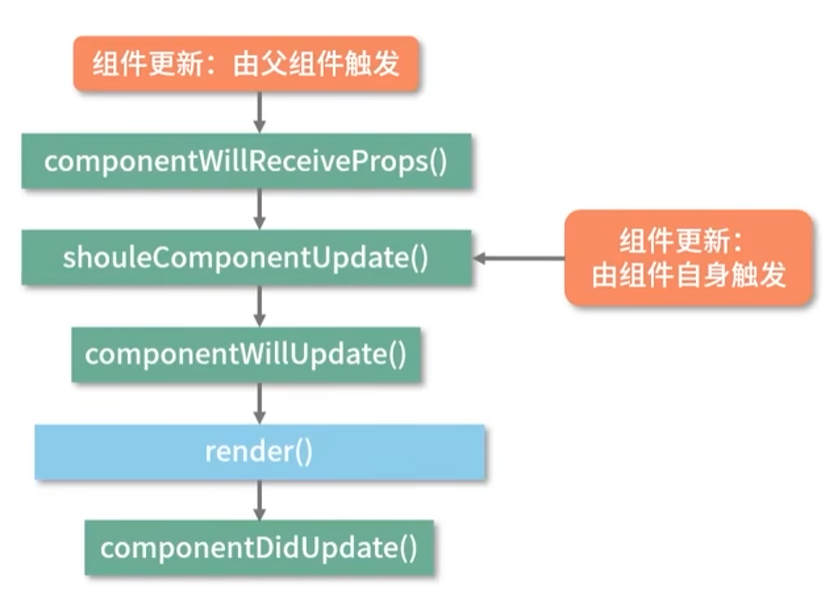 组件更新：由父组件触发
componentWillReceiveProps()
shouleComponentUpdate()
组件更新：
由组件自身触发
componentWillUpdate()
render()
componentDidUpdate()